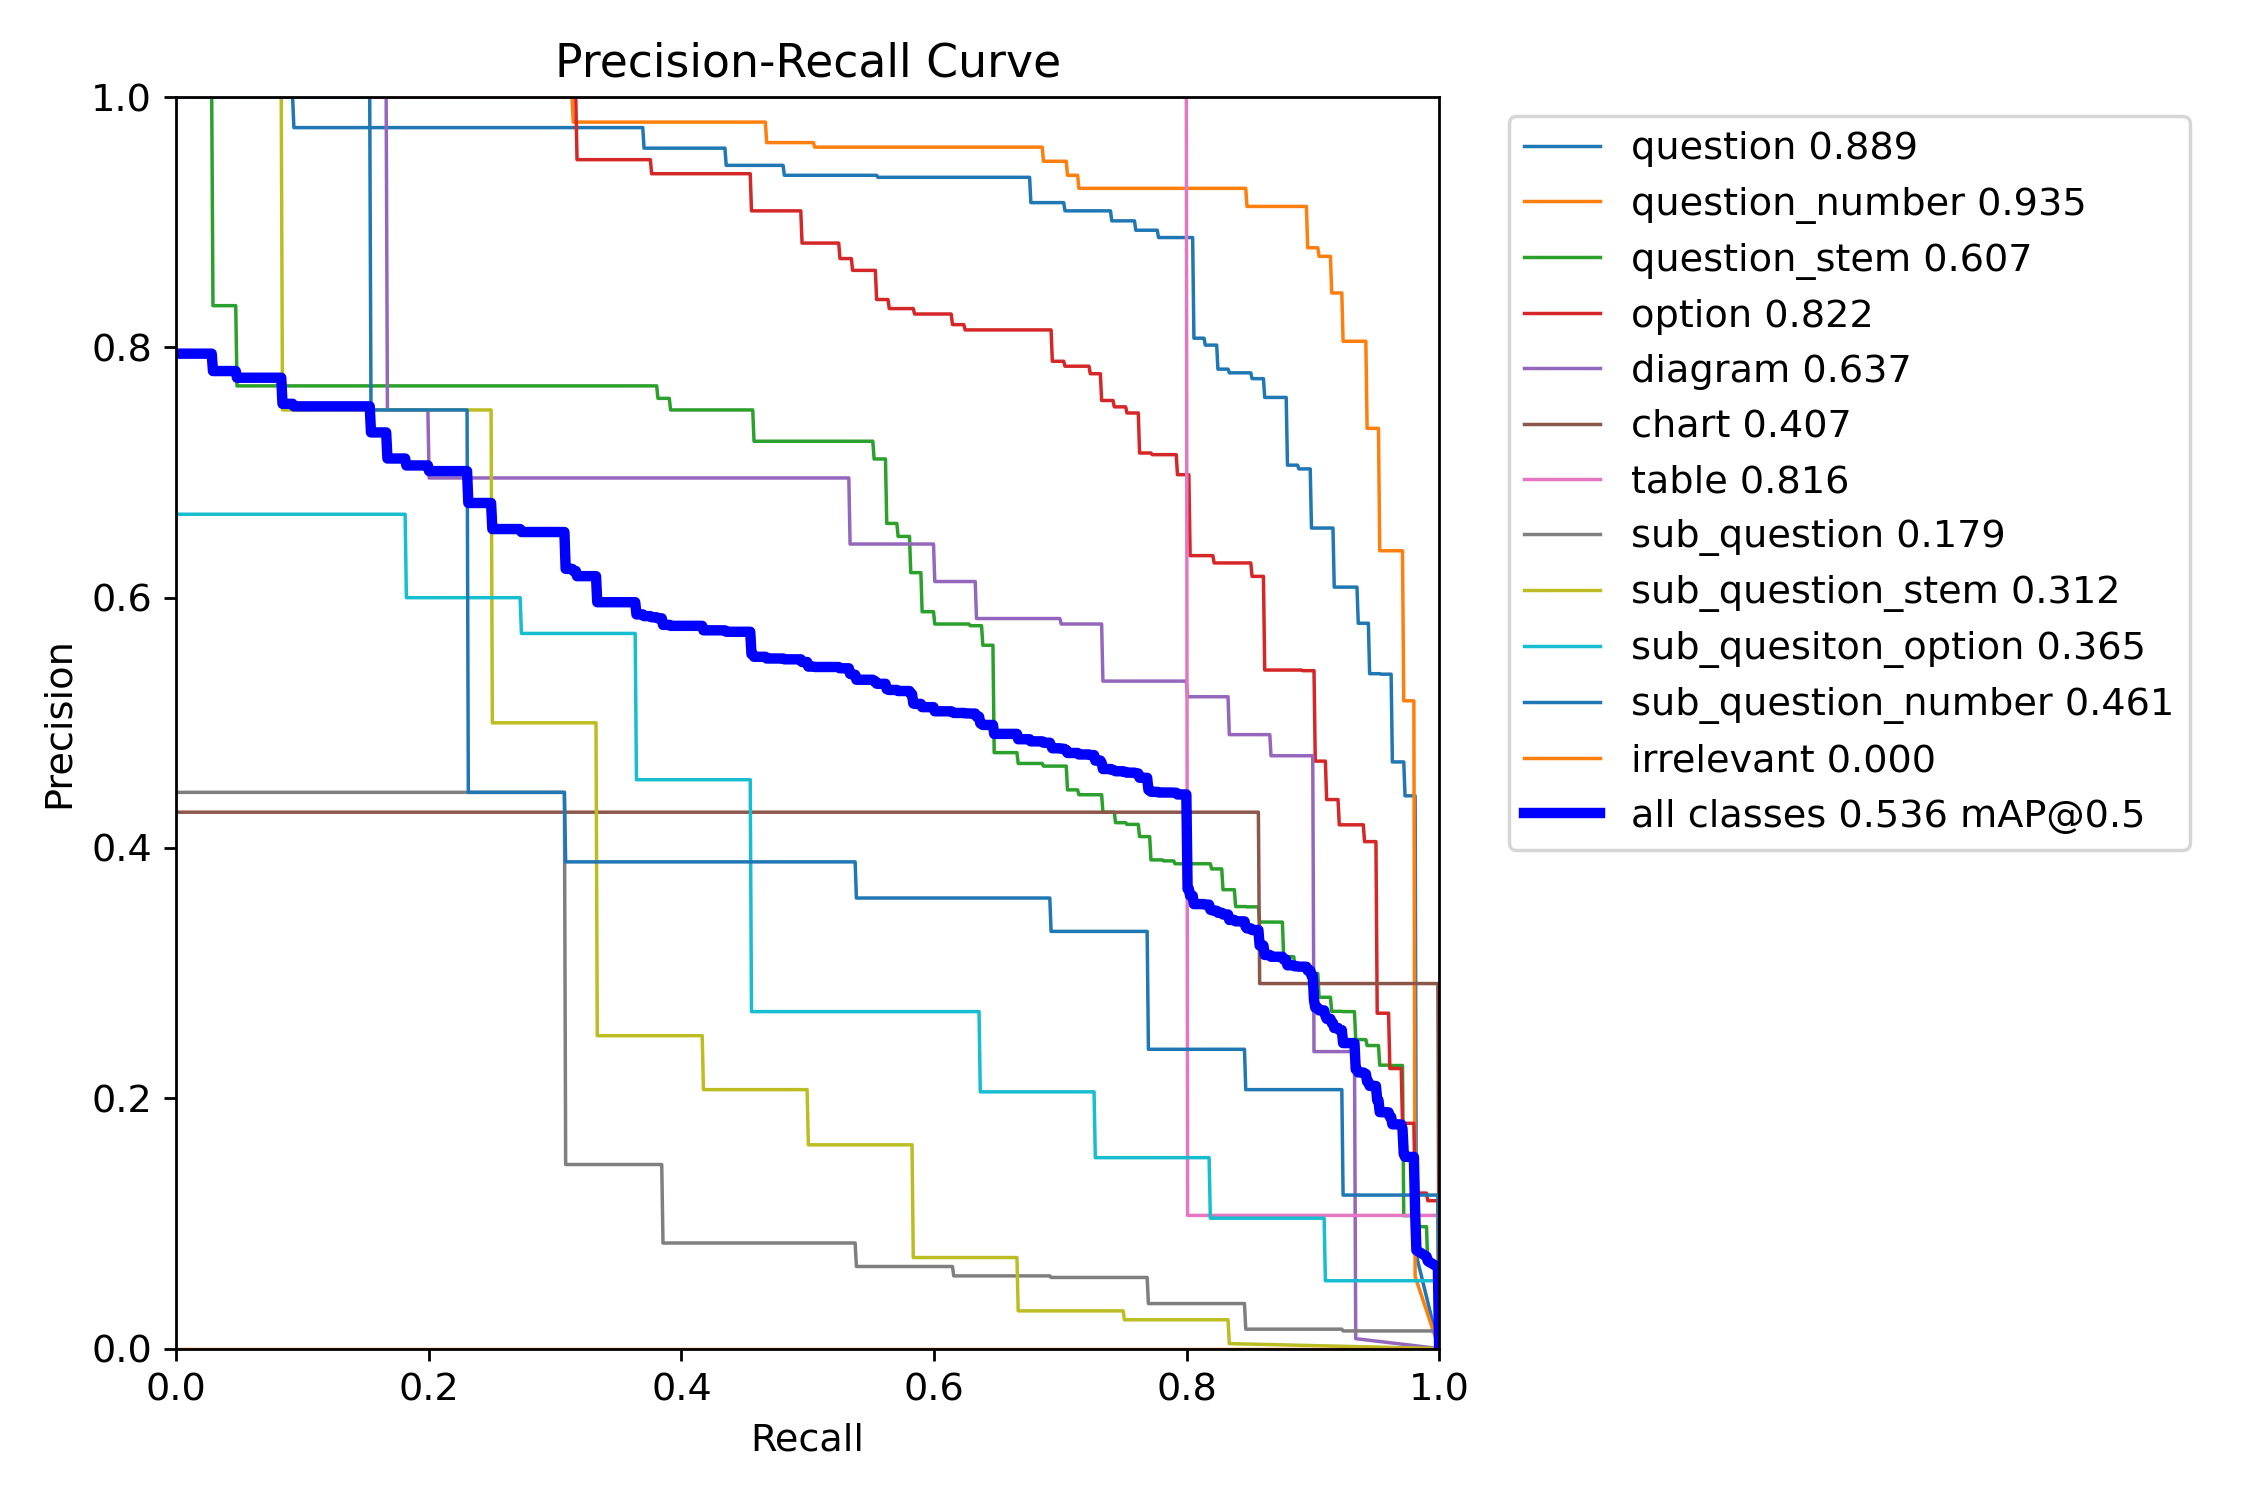 Precision-Recall Curve
1.0
0.8
0.6
0.4
0.2
0.0
Precision
0.0 0.2 0.4 0.6 0.8 1.0
Recall
question 0.889
question_number 0.935
question_stem 0.607
option 0.822
diagram 0.637
chart 0.407
table 0.816
sub_question 0.179
sub_question_stem 0.312
sub_quesiton_option 0.365
sub_question_number 0.461
irrelevant 0.000
all classes 0.536 mAP@0.5